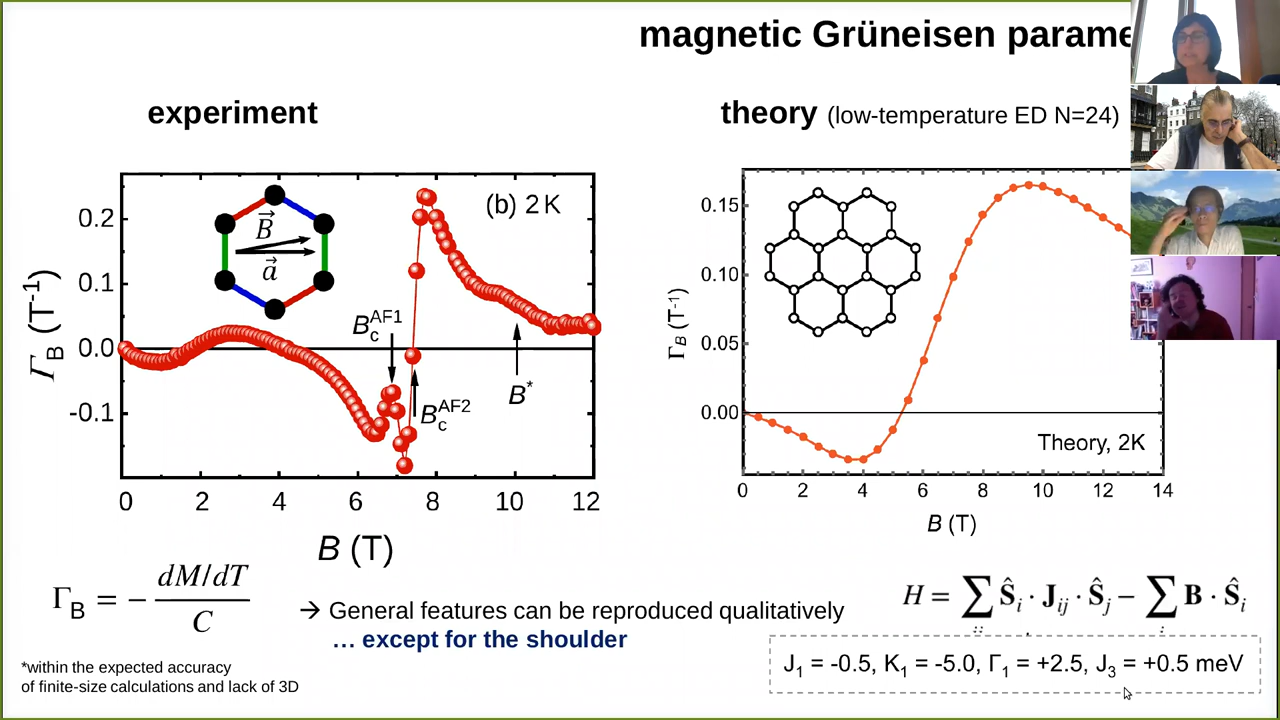 magnetic Grüneisen parame
experiment
theory (low-temperature ED N=24)
Γ_B (T⁻¹)
0.2
0.1
0.0
-0.1
(b) 2 K
B⃗
a⃗
B_c^AF1
B_c^AF2
B*
0 2 4 6 8 10 12
B (T)
Γ_B (T⁻¹)
0.15
0.10
0.05
0.00
Theory, 2K
0 2 4 6 8 10 12 14
B (T)
Γ_B = − dM/dT / C
→ General features can be reproduced qualitatively
… except for the shoulder
*within the expected accuracy
of finite-size calculations and lack of 3D
H = ∑ Ŝ_i · J_ij · Ŝ_j − ∑ B · Ŝ_i
J₁ = -0.5, K₁ = -5.0, Γ₁ = +2.5, J₃ = +0.5 meV